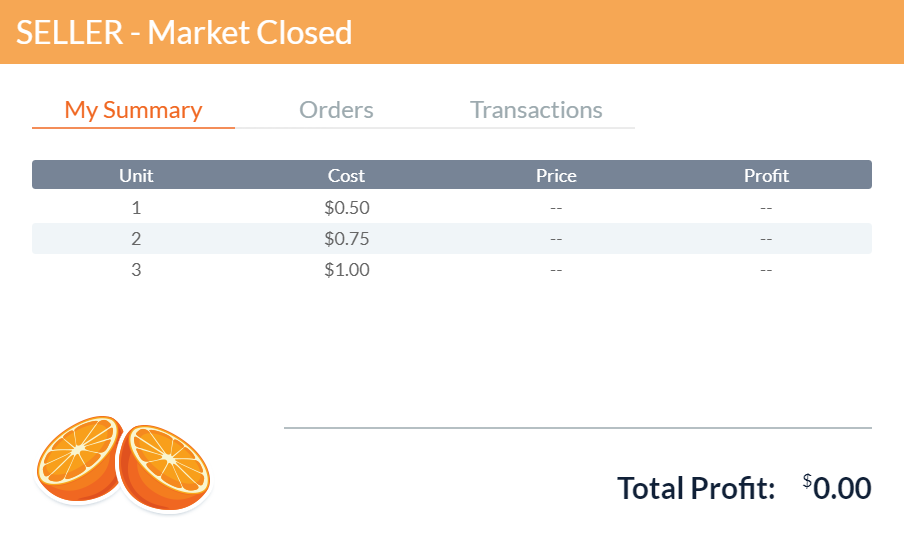 SELLER - Market Closed
My Summary Orders Transactions
Unit Cost Price Profit
1 $0.50 -- --
2 $0.75 -- --
3 $1.00 -- --
Total Profit: $0.00